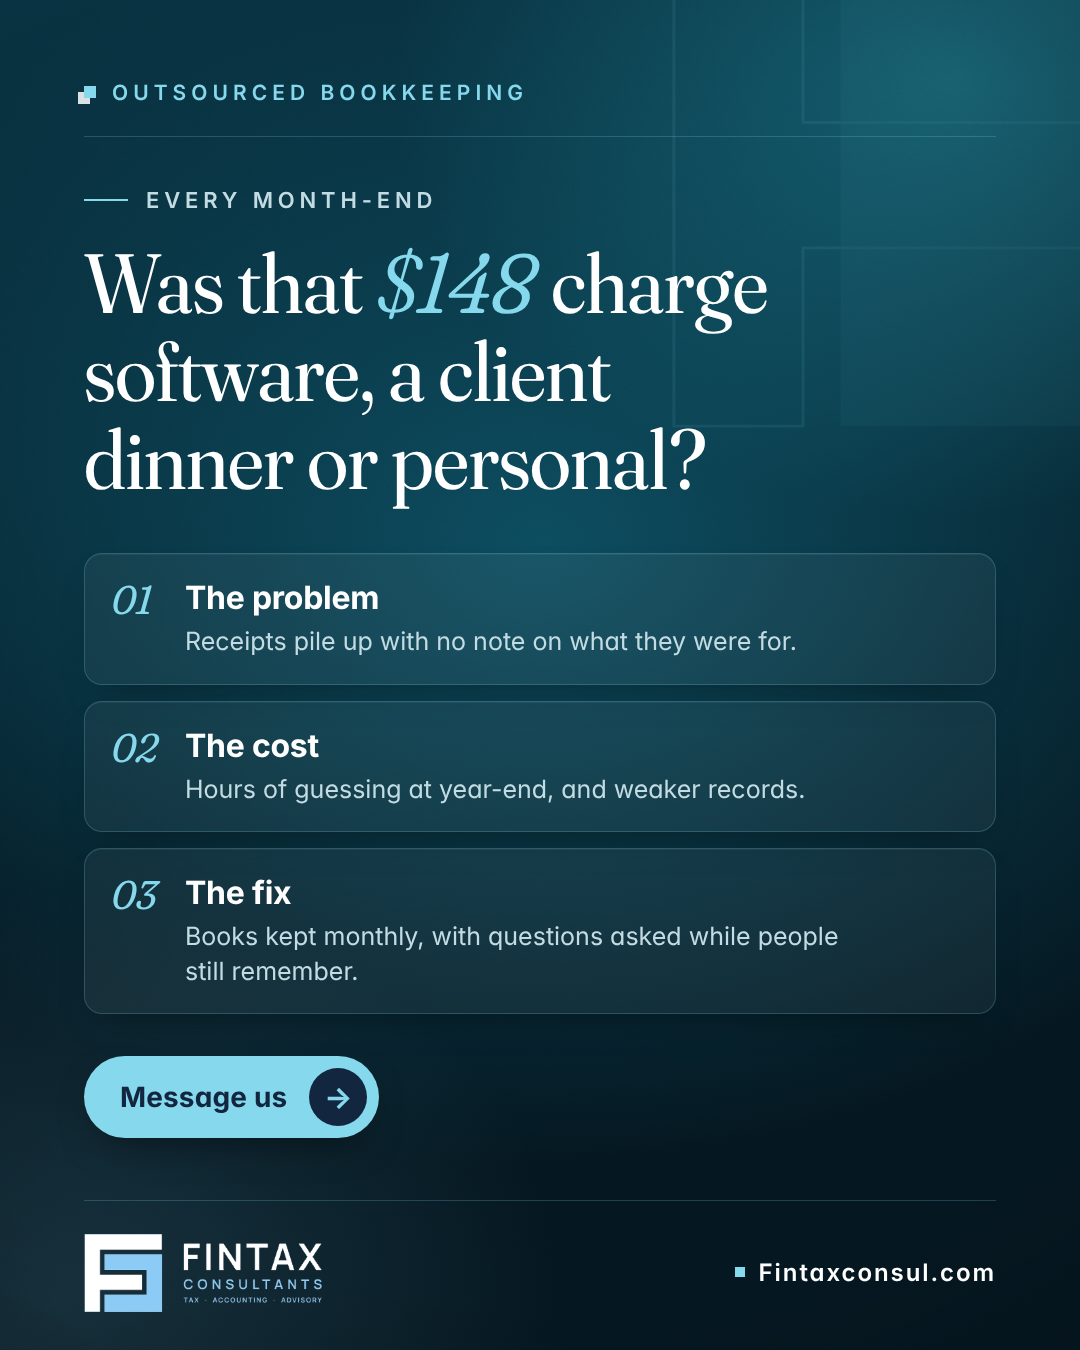 OUTSOURCED BOOKKEEPING
EVERY MONTH-END
Was that $148 charge
software, a client
dinner or personal?
01 The problem
Receipts pile up with no note on what they were for.
02 The cost
Hours of guessing at year-end, and weaker records.
03 The fix
Books kept monthly, with questions asked while people
still remember.
Message us →
FINTAX
CONSULTANTS
TAX · ACCOUNTING · ADVISORY
Fintaxconsul.com